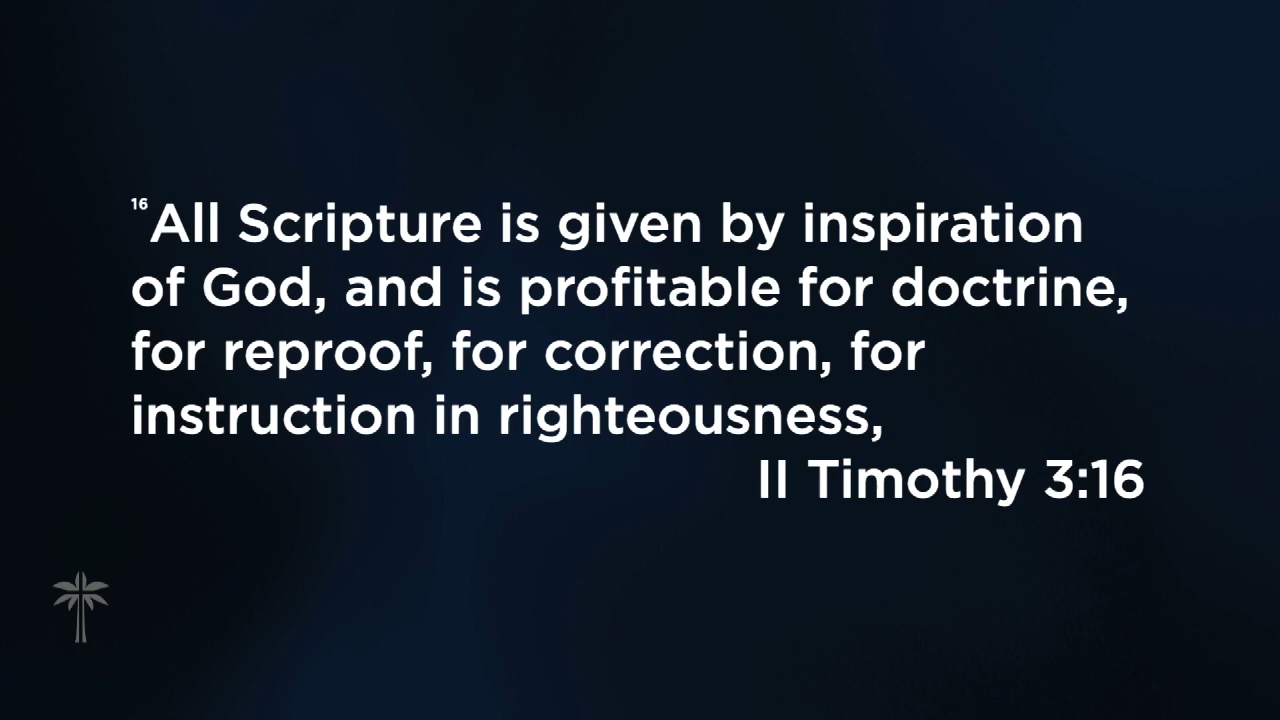 16All Scripture is given by inspiration
of God, and is profitable for doctrine,
for reproof, for correction, for
instruction in righteousness,
II Timothy 3:16